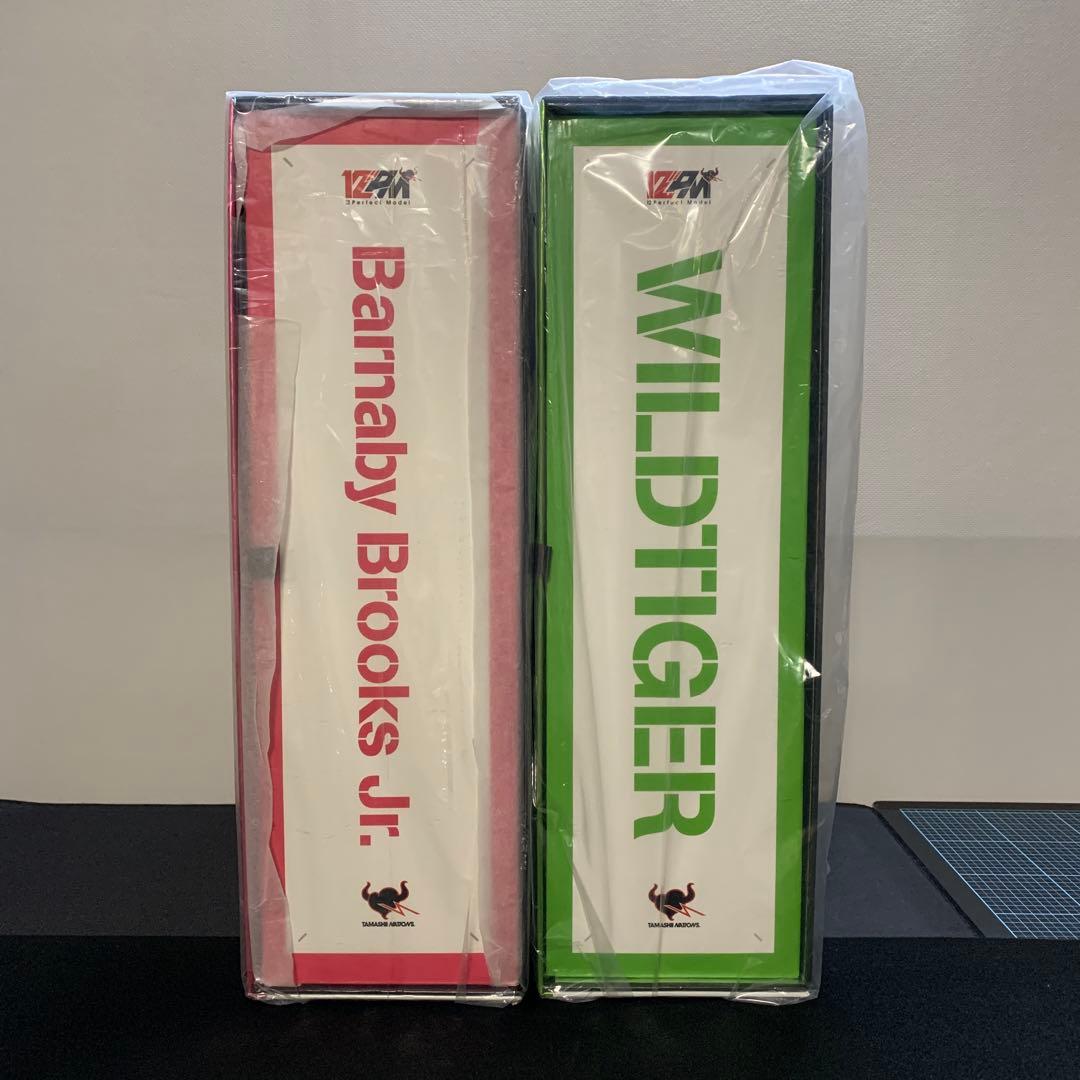 12PM
12Perfect Model
Barnaby Brooks Jr.
TAMASHII NATIONS
12PM
12Perfect Model
WILDTIGER
TAMASHII NATIONS